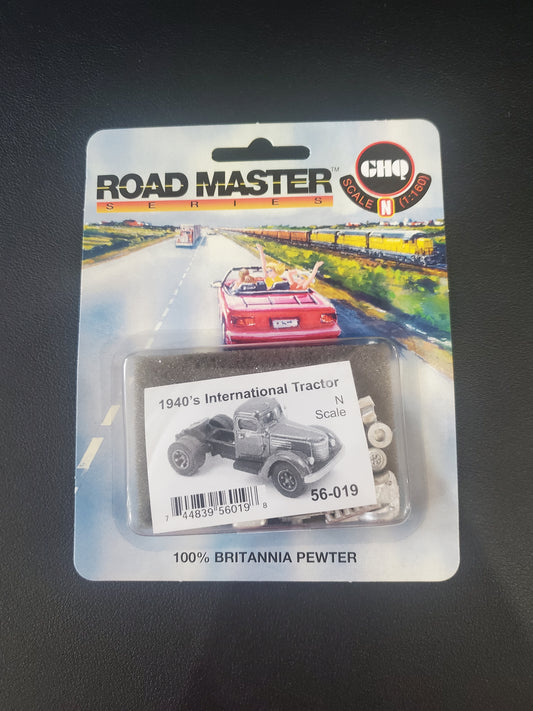 ROAD MASTER™
SERIES
GHQ
SCALE N (1:160)
1940's International Tractor
N
Scale
56-019
7 44839 56019 8
100% BRITANNIA PEWTER